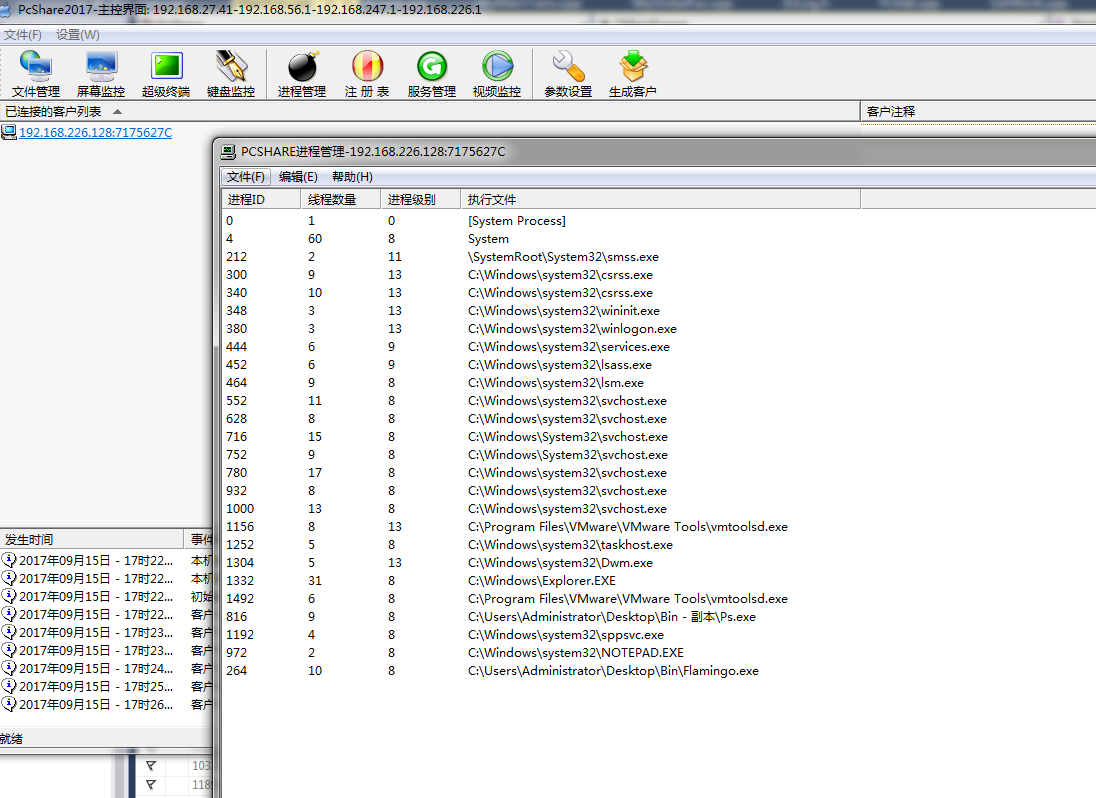 PcShare2017-主控界面: 192.168.27.41-192.168.56.1-192.168.247.1-192.168.226.1
文件(F) 设置(W)
文件管理 屏幕监控 超级终端 键盘监控 进程管理 注 册 表 服务管理 视频监控 参数设置 生成客户
已连接的客户列表 客户注释
192.168.226.128:7175627C
PCSHARE进程管理-192.168.226.128:7175627C
文件(F) 编辑(E) 帮助(H)
进程ID 线程数量 进程级别 执行文件
0 1 0 [System Process]
4 60 8 System
212 2 11 \SystemRoot\System32\smss.exe
300 9 13 C:\Windows\system32\csrss.exe
340 10 13 C:\Windows\system32\csrss.exe
348 3 13 C:\Windows\system32\wininit.exe
380 3 13 C:\Windows\system32\winlogon.exe
444 6 9 C:\Windows\system32\services.exe
452 6 9 C:\Windows\system32\lsass.exe
464 9 8 C:\Windows\system32\lsm.exe
552 11 8 C:\Windows\system32\svchost.exe
628 8 8 C:\Windows\system32\svchost.exe
716 15 8 C:\Windows\System32\svchost.exe
752 9 8 C:\Windows\System32\svchost.exe
780 17 8 C:\Windows\system32\svchost.exe
932 8 8 C:\Windows\system32\svchost.exe
1000 13 8 C:\Windows\system32\svchost.exe
1156 8 13 C:\Program Files\VMware\VMware Tools\vmtoolsd.exe
1252 5 8 C:\Windows\system32\taskhost.exe
1304 5 13 C:\Windows\system32\Dwm.exe
1332 31 8 C:\Windows\Explorer.EXE
1492 6 8 C:\Program Files\VMware\VMware Tools\vmtoolsd.exe
816 9 8 C:\Users\Administrator\Desktop\Bin - 副本\Ps.exe
1192 4 8 C:\Windows\system32\sppsvc.exe
972 2 8 C:\Windows\system32\NOTEPAD.EXE
264 10 8 C:\Users\Administrator\Desktop\Bin\Flamingo.exe
发生时间 事件
2017年09月15日 - 17时22... 本机
2017年09月15日 - 17时22... 本机
2017年09月15日 - 17时22... 初始
2017年09月15日 - 17时22... 客户
2017年09月15日 - 17时23... 客户
2017年09月15日 - 17时23... 客户
2017年09月15日 - 17时24... 客户
2017年09月15日 - 17时25... 客户
2017年09月15日 - 17时26... 客户
就绪
103
118